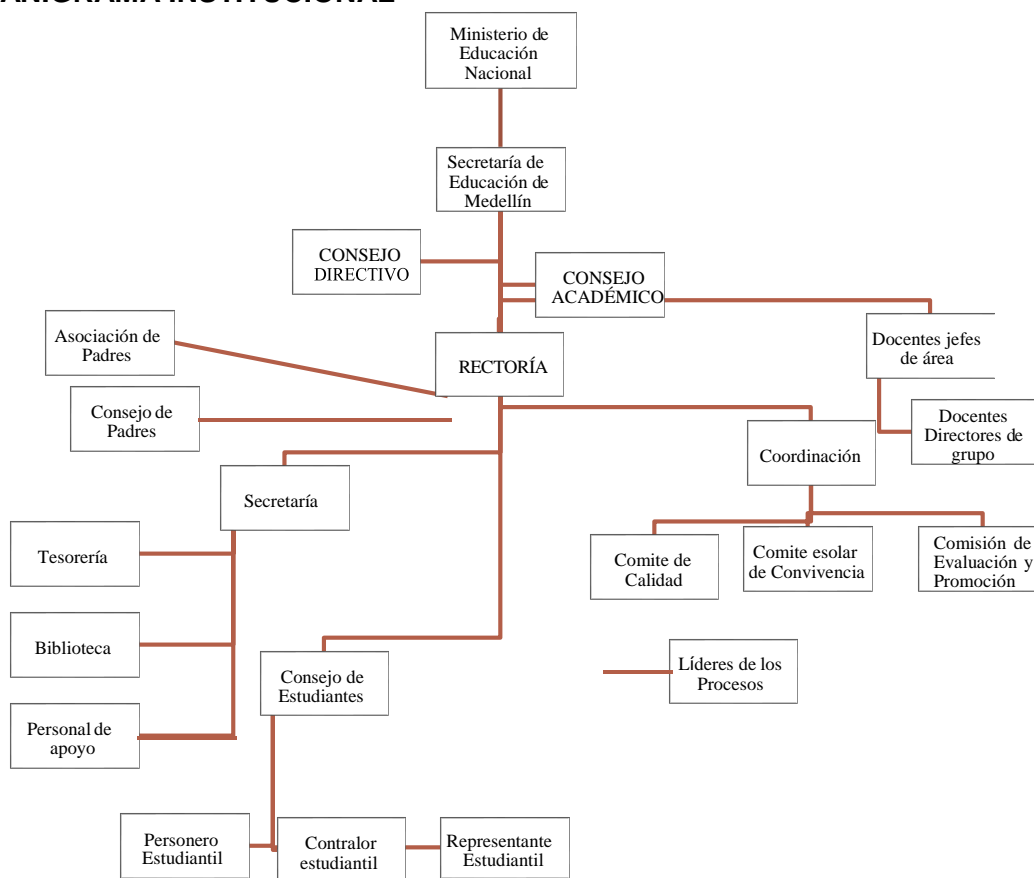 ANIGRAMA INSTITUCIONAL
Ministerio de
Educación
Nacional
Secretaría de
Educación de
Medellín
CONSEJO
DIRECTIVO
CONSEJO
ACADÉMICO
Asociación de
Padres
RECTORÍA
Docentes jefes
de área
Consejo de
Padres
Docentes
Directores de
grupo
Coordinación
Secretaría
Tesorería
Comite de
Calidad
Comite esolar
de Convivencia
Comisión de
Evaluación y
Promoción
Biblioteca
Consejo de
Estudiantes
Líderes de los
Procesos
Personal de
apoyo
Personero
Estudiantil
Contralor
estudiantil
Representante
Estudiantil